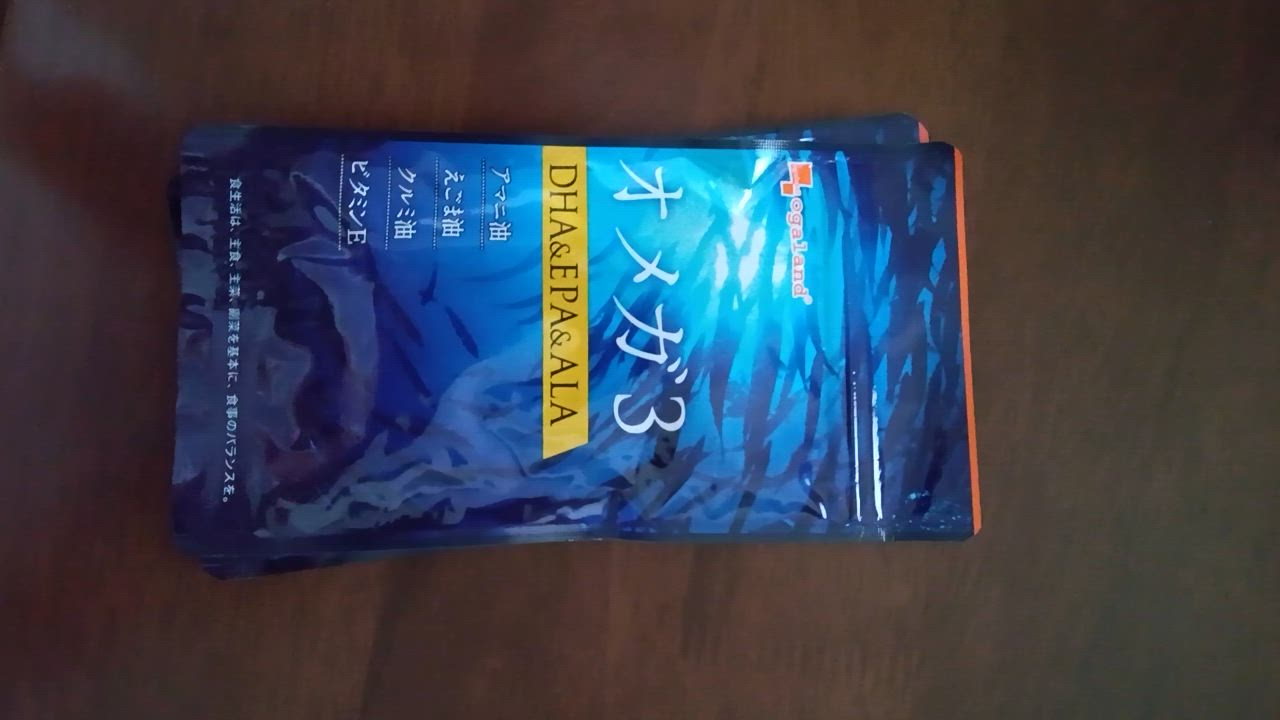 ogaland®
オメガ3
DHA&EPA&ALA
アマニ油
えごま油
クルミ油
ビタミンE
食生活は、主食、主菜、副菜を基本に、食事のバランスを。